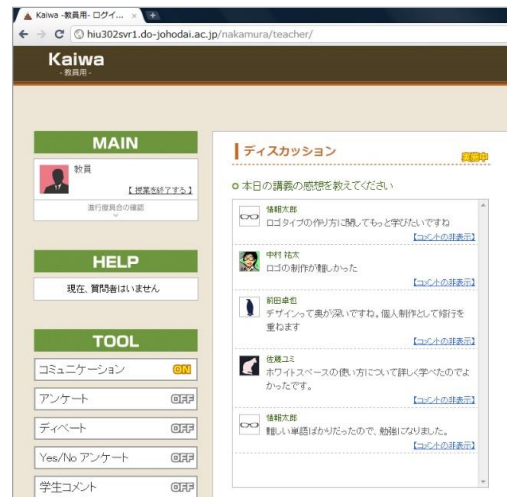 Kaiwa -教員用- ログイ...
hiu302svr1.do-johodai.ac.jp/nakamura/teacher/
Kaiwa
- 教員用 -
MAIN
教員
【 授業を終了する 】
進行度具合の確認
HELP
現在、質問者はいません
TOOL
コミュニケーション ON
アンケート OFF
ディベート OFF
Yes/No アンケート OFF
学生コメント OFF
ディスカッション
実施中
本日の講義の感想を教えてください
情報太郎
ロゴタイプの作り方に関してもっと学びたいですね
【コメントの非表示】
中村 祐太
ロゴの制作が難しかった
【コメントの非表示】
前田卓也
デザインって奥が深いですね。個人制作として修行を
重ねます
【コメントの非表示】
佐藤ユミ
ホワイトスペースの使い方について詳しく学べたのでよ
かったです。
【コメントの非表示】
情報太郎
難しい単語ばかりだったので、勉強になりました。
【コメントの非表示】